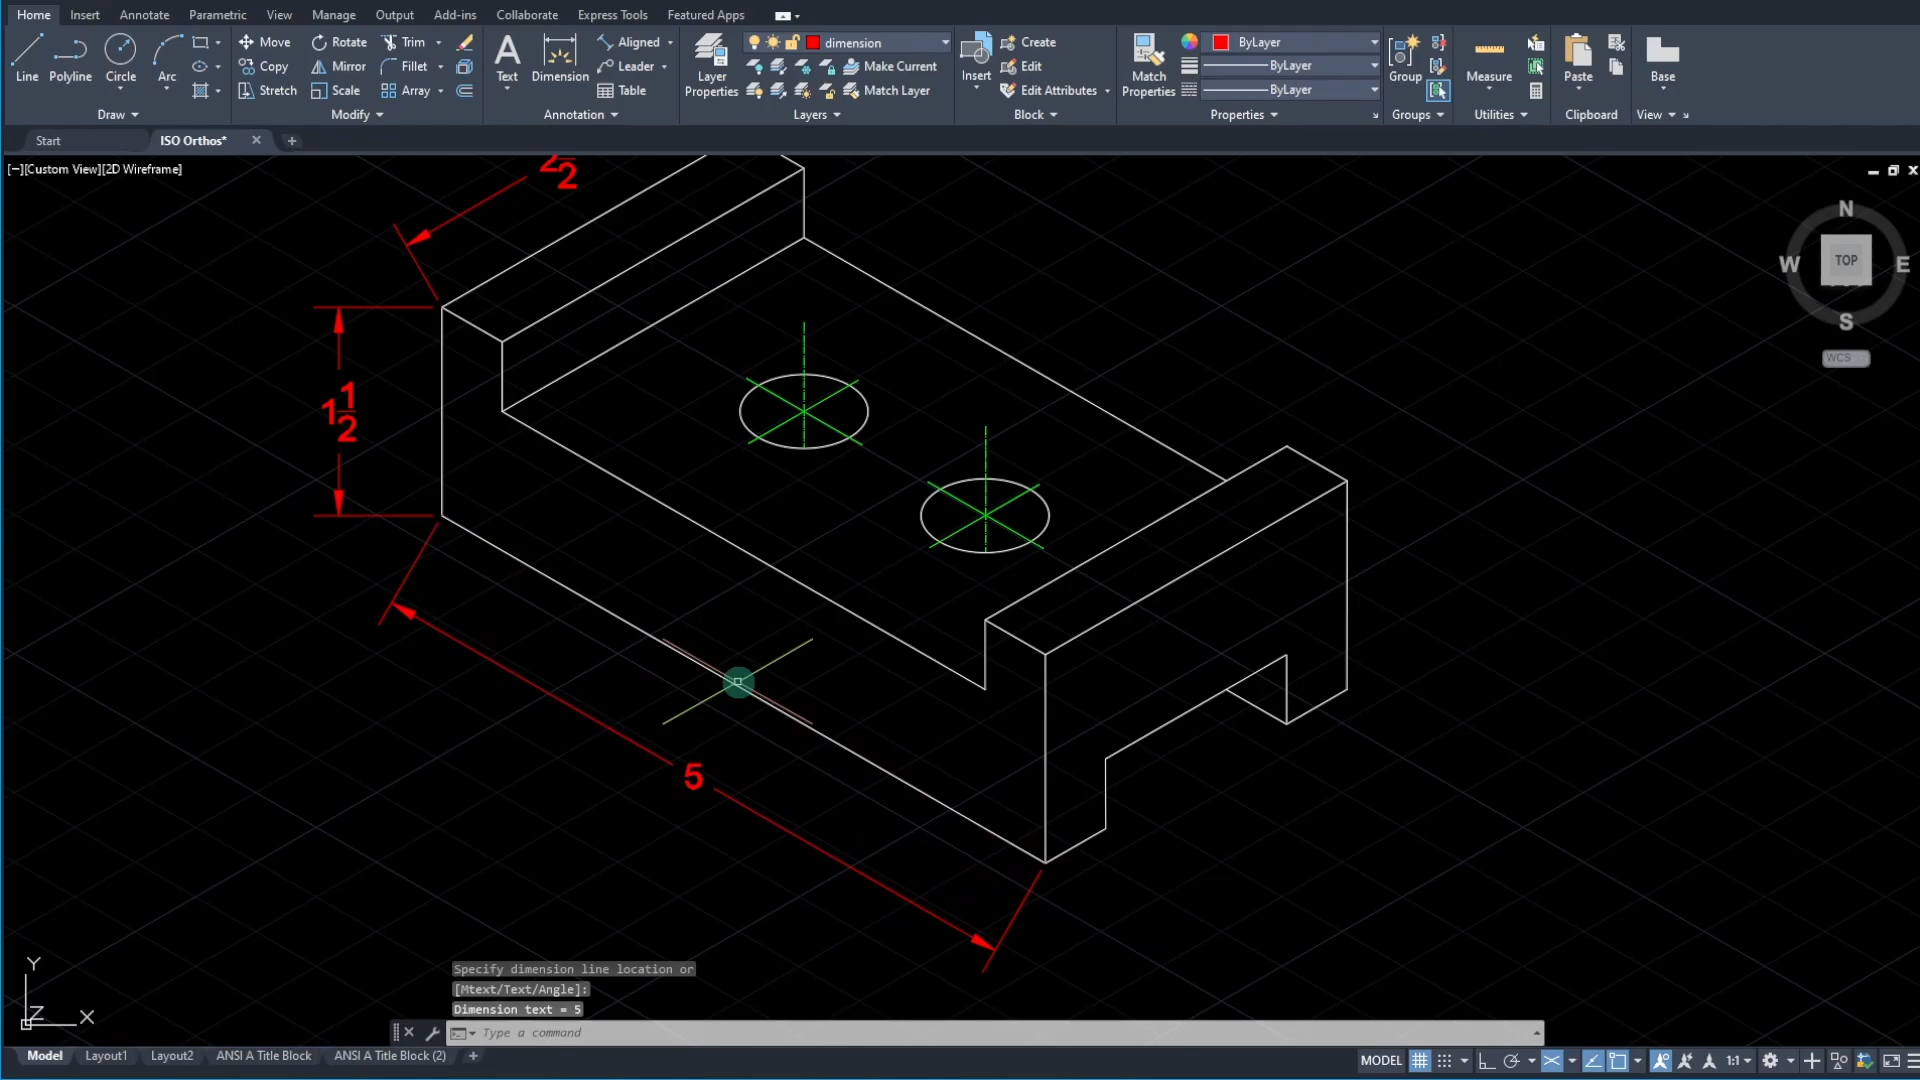 Home Insert Annotate Parametric View Manage Output Add-ins Collaborate Express Tools Featured Apps
Line Polyline Circle Arc
Move Rotate Trim
Copy Mirror Fillet
Stretch Scale Array
Text Dimension
Aligned
Leader
Table
Layer Properties
dimension
Make Current
Match Layer
Insert
Create
Edit
Edit Attributes
Match Properties
ByLayer
ByLayer
ByLayer
Group
Measure
Paste
Base
Draw Modify Annotation Layers Block Properties Groups Utilities Clipboard View
Start ISO Orthos*
[−][Custom View][2D Wireframe]
N
W TOP E
S
WCS
1 1/2
5
Specify dimension line location or
[Mtext/Text/Angle]:
Dimension text = 5
Type a command
Y
Z X
Model Layout1 Layout2 ANSI A Title Block ANSI A Title Block (2)
MODEL 1:1